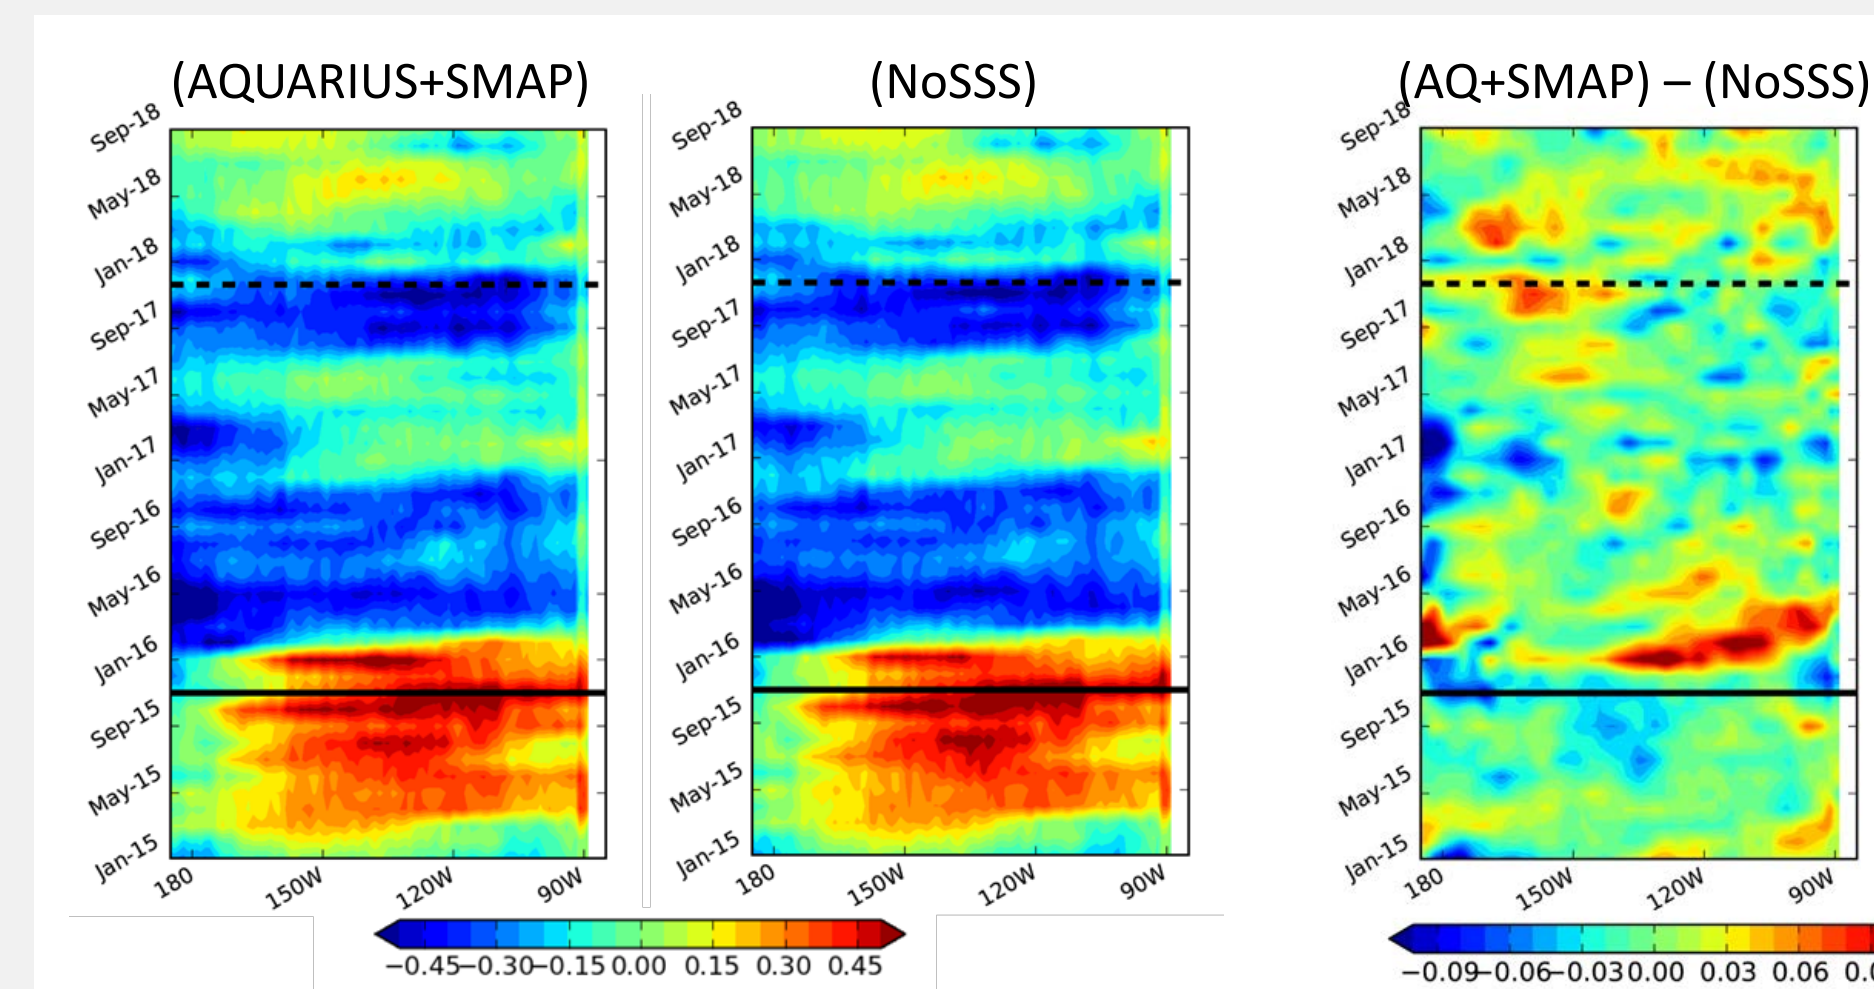 (AQUARIUS+SMAP)
Sep-18
May-18
Jan-18
Sep-17
May-17
Jan-17
Sep-16
May-16
Jan-16
Sep-15
May-15
Jan-15
180 150W 120W 90W
(NoSSS)
Sep-18
May-18
Jan-18
Sep-17
May-17
Jan-17
Sep-16
May-16
Jan-16
Sep-15
May-15
Jan-15
180 150W 120W 90W
−0.45 −0.30 −0.15 0.00 0.15 0.30 0.45
(AQ+SMAP) – (NoSSS)
Sep-18
May-18
Jan-18
Sep-17
May-17
Jan-17
Sep-16
May-16
Jan-16
Sep-15
May-15
Jan-15
180 150W 120W 90W
−0.09 −0.06 −0.03 0.00 0.03 0.06